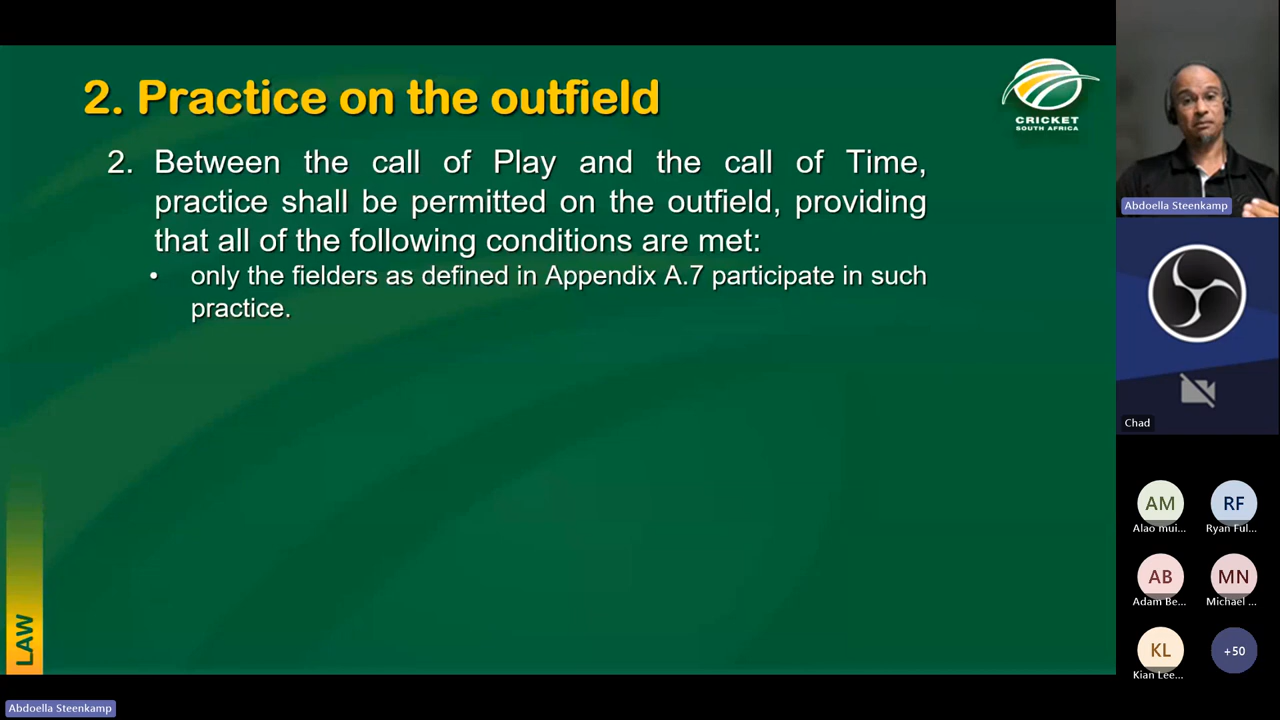 2. Practice on the outfield
CRICKET
SOUTH AFRICA
2. Between the call of Play and the call of Time,
practice shall be permitted on the outfield, providing
that all of the following conditions are met:
• only the fielders as defined in Appendix A.7 participate in such
practice.
LAW
Abdoella Steenkamp
Abdoella Steenkamp
Chad
AM
Alao mui...
RF
Ryan Ful...
AB
Adam Be...
MN
Michael ...
KL
Kian Lee...
+50